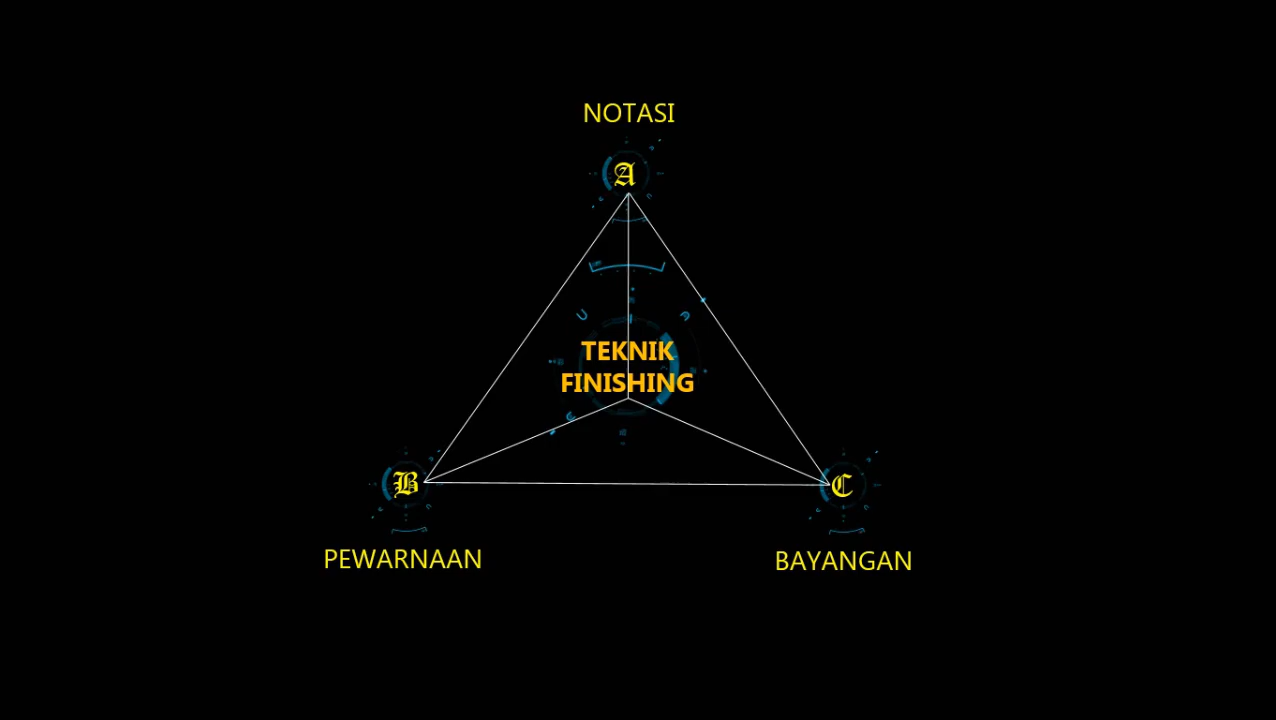 NOTASI
A
TEKNIK
FINISHING
B
C
PEWARNAAN
BAYANGAN